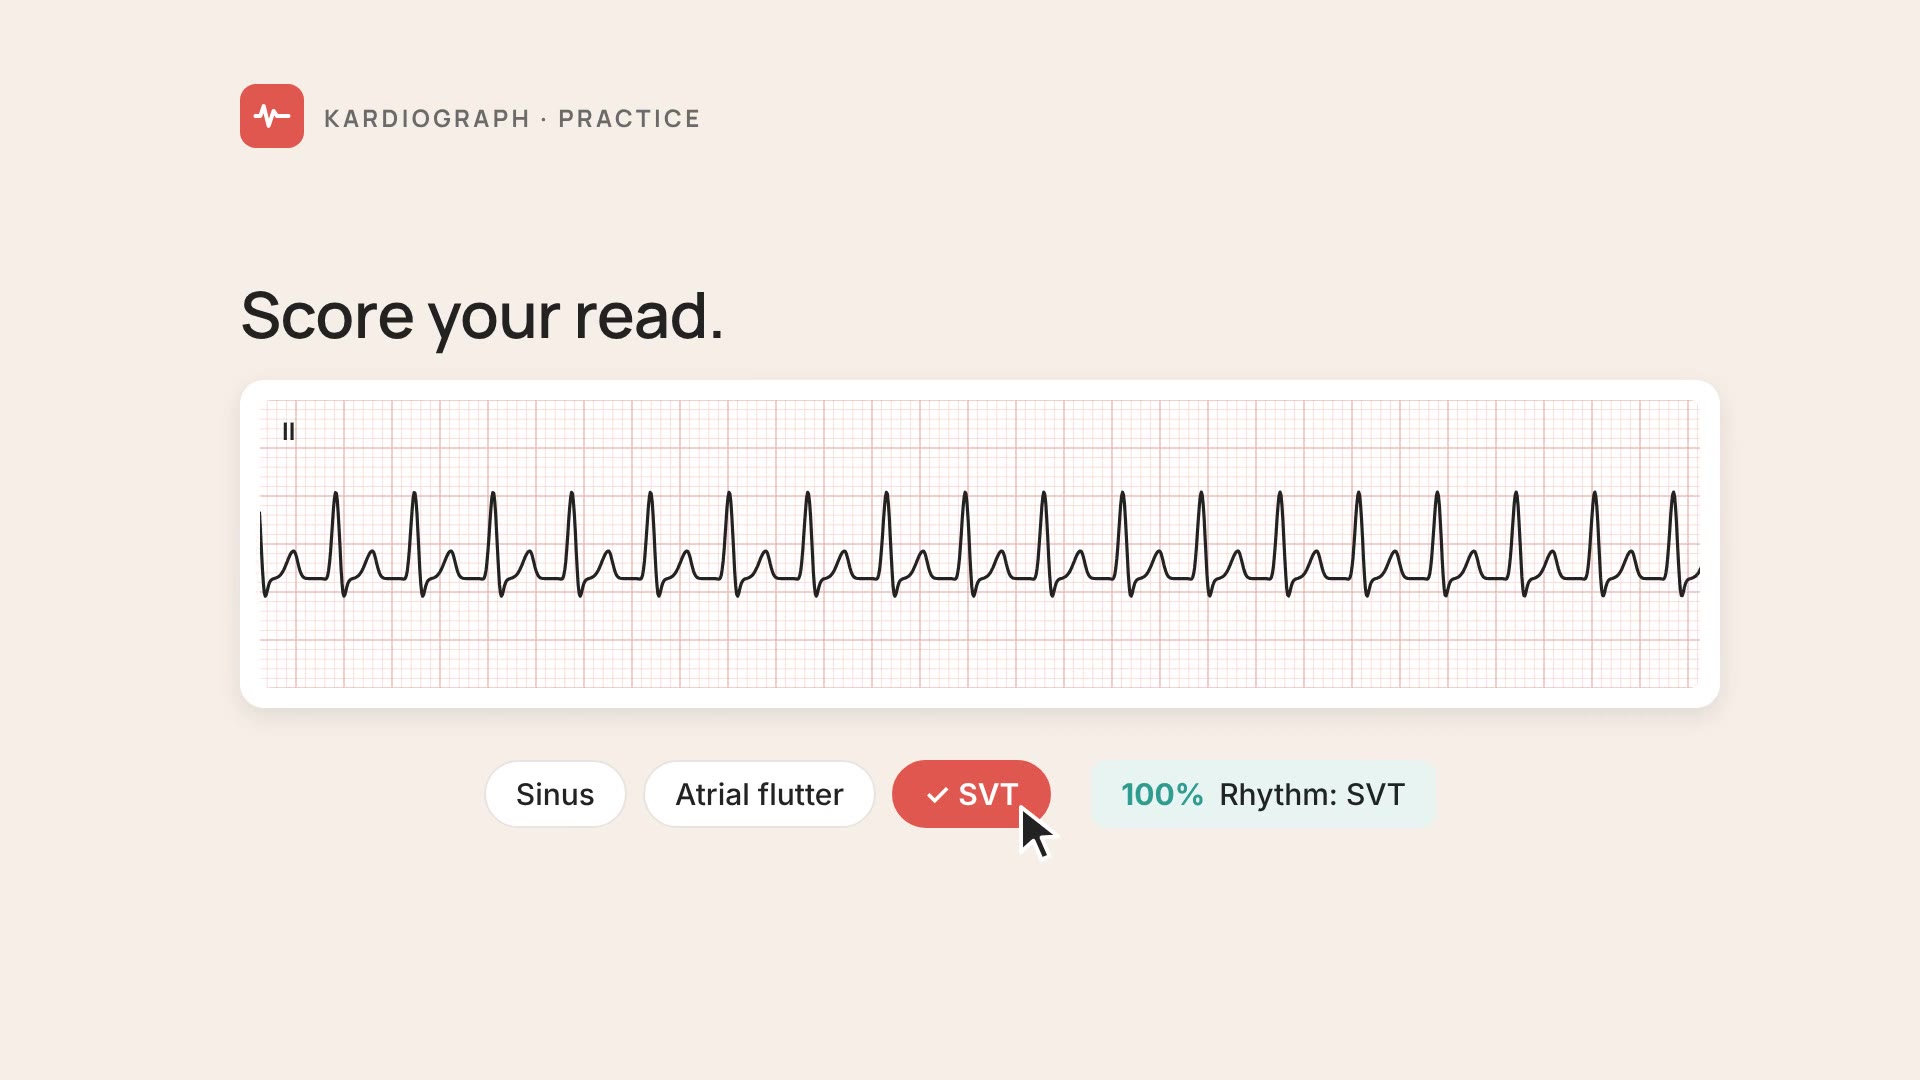 KARDIOGRAPH · PRACTICE
Score your read.
II
Sinus
Atrial flutter
✓ SVT
100% Rhythm: SVT